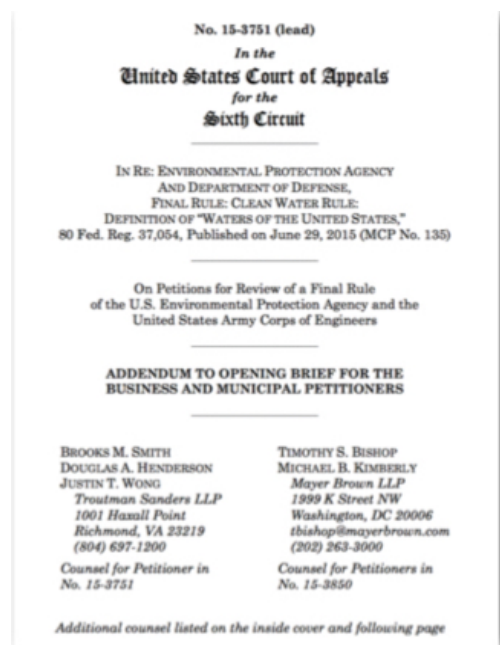 No. 15-3751 (lead)
In the
United States Court of Appeals
for the
Sixth Circuit
IN RE: ENVIRONMENTAL PROTECTION AGENCY
AND DEPARTMENT OF DEFENSE,
FINAL RULE: CLEAN WATER RULE:
DEFINITION OF “WATERS OF THE UNITED STATES,”
80 Fed. Reg. 37,054, Published on June 29, 2015 (MCP No. 135)
On Petitions for Review of a Final Rule
of the U.S. Environmental Protection Agency and the
United States Army Corps of Engineers
ADDENDUM TO OPENING BRIEF FOR THE
BUSINESS AND MUNICIPAL PETITIONERS
BROOKS M. SMITH
DOUGLAS A. HENDERSON
JUSTIN T. WONG
Troutman Sanders LLP
1001 Haxall Point
Richmond, VA 23219
(804) 697-1200
Counsel for Petitioner in
No. 15-3751
TIMOTHY S. BISHOP
MICHAEL B. KIMBERLY
Mayer Brown LLP
1999 K Street NW
Washington, DC 20006
tbishop@mayerbrown.com
(202) 263-3000
Counsel for Petitioners in
No. 15-3850
Additional counsel listed on the inside cover and following page